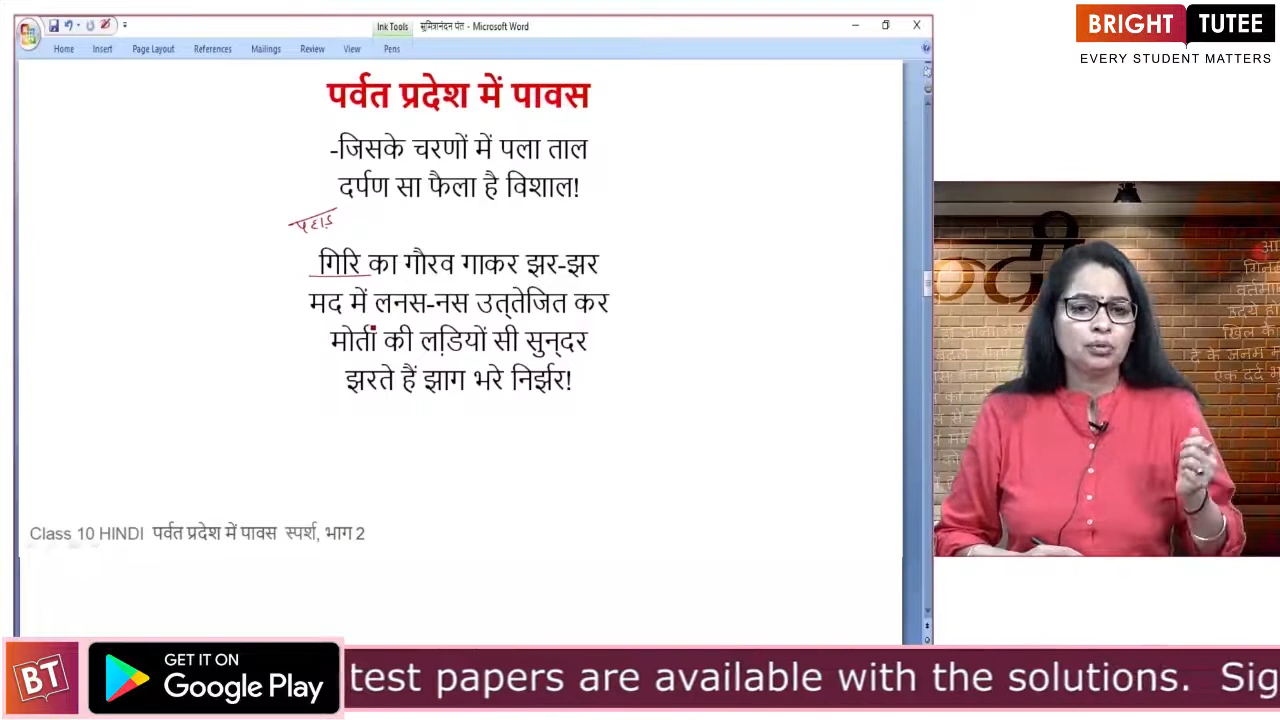 Ink Tools
सुमित्रानंदन पंत - Microsoft Word
Home Insert Page Layout References Mailings Review View Pens
BRIGHT TUTEE
EVERY STUDENT MATTERS
पर्वत प्रदेश में पावस
-जिसके चरणों में पला ताल
दर्पण सा फैला है विशाल!
पहाड़
गिरि का गौरव गाकर झर-झर
मद में लनस-नस उत्‌तेजित कर
मोती की लड़ियों सी सुन्‌दर
झरते हैं झाग भरे निर्झर!
Class 10 HINDI पर्वत प्रदेश में पावस स्पर्श, भाग 2
BT
GET IT ON
Google Play
test papers are available with the solutions. Sig